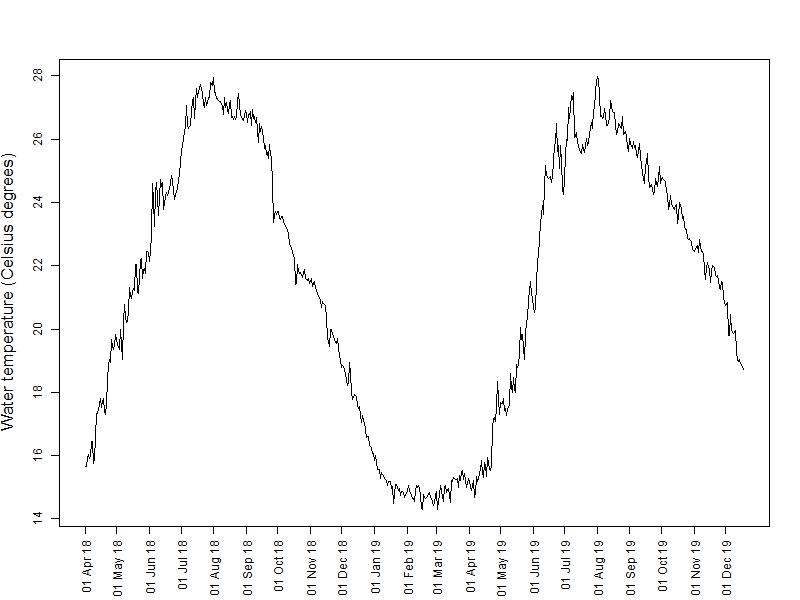 Water temperature (Celsius degrees)
28
26
24
22
20
18
16
14
01 Apr 18
01 May 18
01 Jun 18
01 Jul 18
01 Aug 18
01 Sep 18
01 Oct 18
01 Nov 18
01 Dec 18
01 Jan 19
01 Feb 19
01 Mar 19
01 Apr 19
01 May 19
01 Jun 19
01 Jul 19
01 Aug 19
01 Sep 19
01 Oct 19
01 Nov 19
01 Dec 19